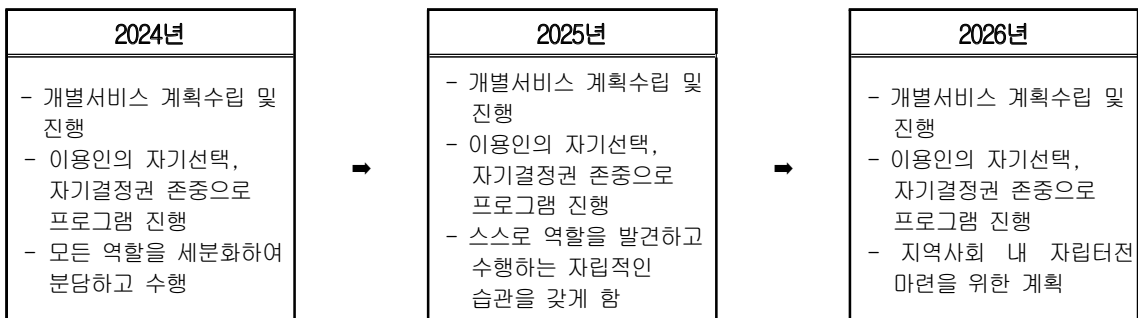 2024년
- 개별서비스 계획수립 및
진행
- 이용인의 자기선택,
자기결정권 존중으로
프로그램 진행
- 모든 역할을 세분화하여
분담하고 수행
➡
2025년
- 개별서비스 계획수립 및
진행
- 이용인의 자기선택,
자기결정권 존중으로
프로그램 진행
- 스스로 역할을 발견하고
수행하는 자립적인
습관을 갖게 함
➡
2026년
- 개별서비스 계획수립 및
진행
- 이용인의 자기선택,
자기결정권 존중으로
프로그램 진행
- 지역사회 내 자립터전
마련을 위한 계획